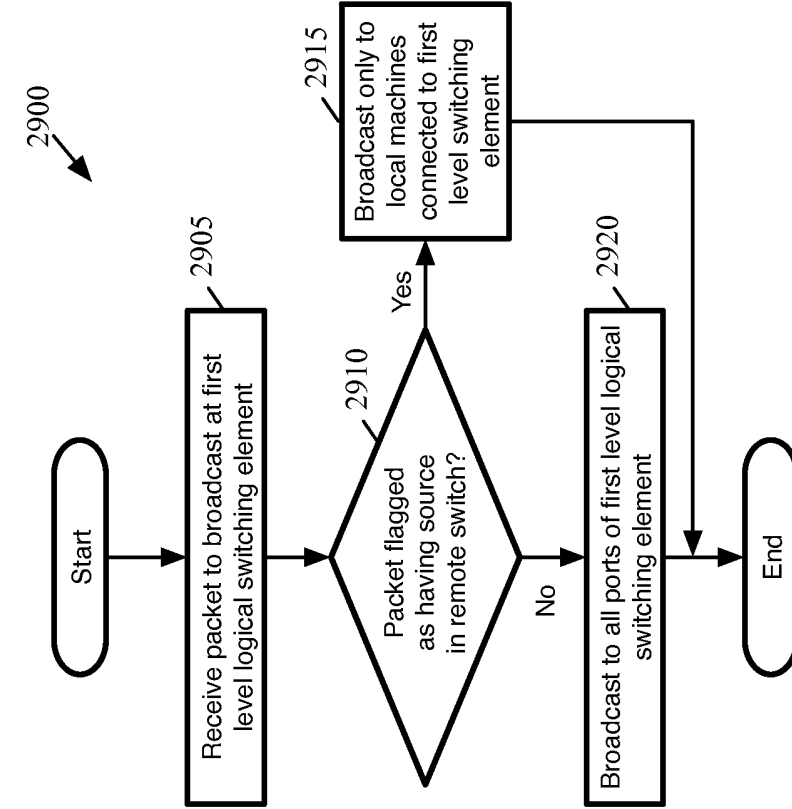 2900
Start
2905
Receive packet to broadcast at first
level logical switching element
2910
Packet flagged
as having source
in remote switch?
Yes
2915
Broadcast only to
local machines
connected to first
level switching
element
No
2920
Broadcast to all ports of first level logical
switching element
End